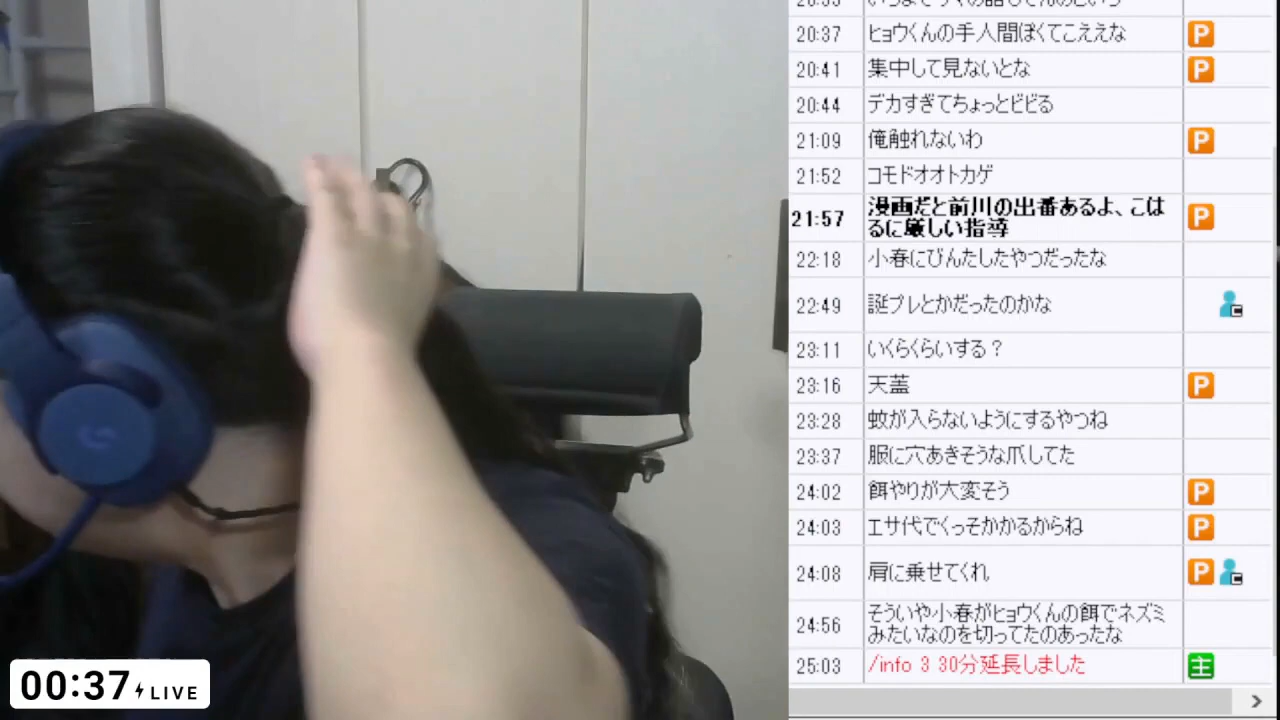 20:37 ヒョウくんの手人間ぽくてこええな P
20:41 集中して見ないとな P
20:44 デカすぎてちょっとビビる
21:09 俺触れないわ P
21:52 コモドオオトカゲ
21:57 漫画だと前川の出番あるよ、こは P
るに厳しい指導
22:18 小春にびんたしたやつだったな
22:49 誕プレとかだったのかな
23:11 いくらくらいする？
23:16 天蓋 P
23:28 蚊が入らないようにするやつね
23:37 服に穴あきそうな爪してた
24:02 餌やりが大変そう P
24:03 エサ代でくっそかかるからね P
24:08 肩に乗せてくれ P
24:56 そういや小春がヒョウくんの餌でネズミ
みたいなのを切ってたのあったな
25:03 /info 3 30分延長しました 主
00:37 LIVE